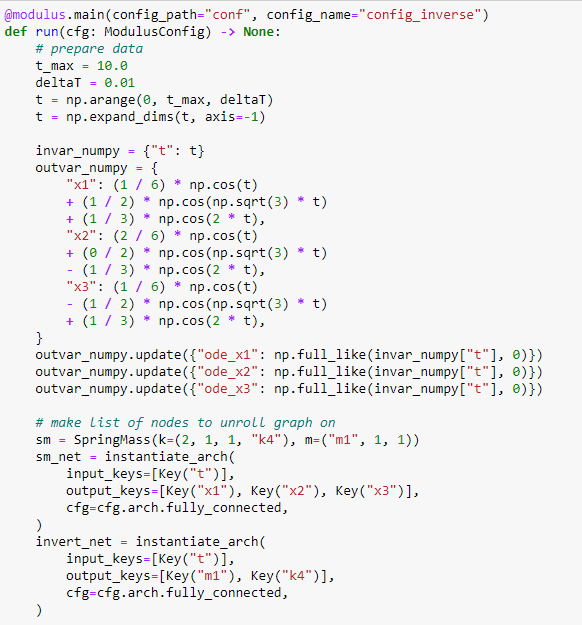 @modulus.main(config_path="conf", config_name="config_inverse")
def run(cfg: ModulusConfig) -> None:
    # prepare data
    t_max = 10.0
    deltaT = 0.01
    t = np.arange(0, t_max, deltaT)
    t = np.expand_dims(t, axis=-1)

    invar_numpy = {"t": t}
    outvar_numpy = {
        "x1": (1 / 6) * np.cos(t)
        + (1 / 2) * np.cos(np.sqrt(3) * t)
        + (1 / 3) * np.cos(2 * t),
        "x2": (2 / 6) * np.cos(t)
        + (0 / 2) * np.cos(np.sqrt(3) * t)
        - (1 / 3) * np.cos(2 * t),
        "x3": (1 / 6) * np.cos(t)
        - (1 / 2) * np.cos(np.sqrt(3) * t)
        + (1 / 3) * np.cos(2 * t),
    }
    outvar_numpy.update({"ode_x1": np.full_like(invar_numpy["t"], 0)})
    outvar_numpy.update({"ode_x2": np.full_like(invar_numpy["t"], 0)})
    outvar_numpy.update({"ode_x3": np.full_like(invar_numpy["t"], 0)})

    # make list of nodes to unroll graph on
    sm = SpringMass(k=(2, 1, 1, "k4"), m=("m1", 1, 1))
    sm_net = instantiate_arch(
        input_keys=[Key("t")],
        output_keys=[Key("x1"), Key("x2"), Key("x3")],
        cfg=cfg.arch.fully_connected,
    )
    invert_net = instantiate_arch(
        input_keys=[Key("t")],
        output_keys=[Key("m1"), Key("k4")],
        cfg=cfg.arch.fully_connected,
    )